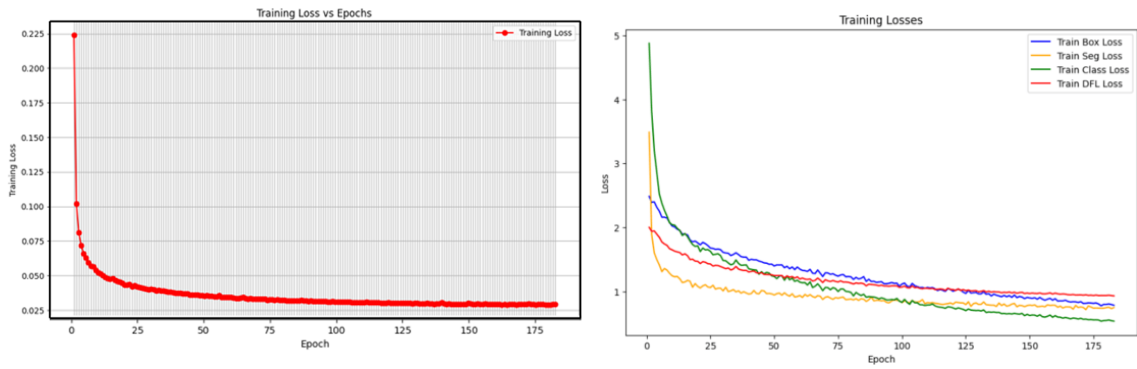 Training Loss vs Epochs
Training Loss
0.225
0.200
0.175
0.150
0.125
0.100
0.075
0.050
0.025
Training Loss
0
25
50
75
100
125
150
175
Epoch
Training Losses
Train Box Loss
Train Seg Loss
Train Class Loss
Train DFL Loss
5
4
3
2
1
Loss
0
25
50
75
100
125
150
175
Epoch